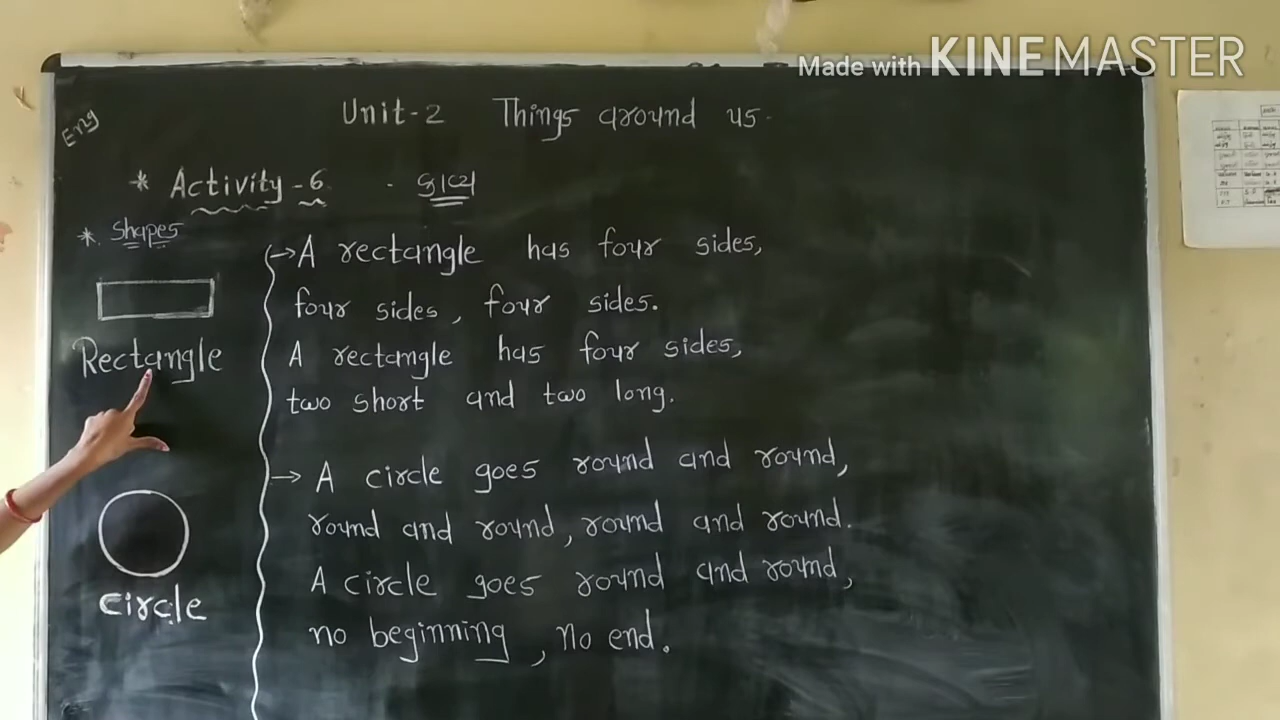 Made with KINEMASTER
Eng
Unit-2 Things around us.
* Activity-6. . કાવ્ય
* Shapes
Rectangle
circle
→ A rectangle has four sides,
four sides, four sides.
A rectangle has four sides,
two short and two long.
→ A circle goes round and round,
round and round, round and round.
A circle goes round and round,
no beginning, no end.